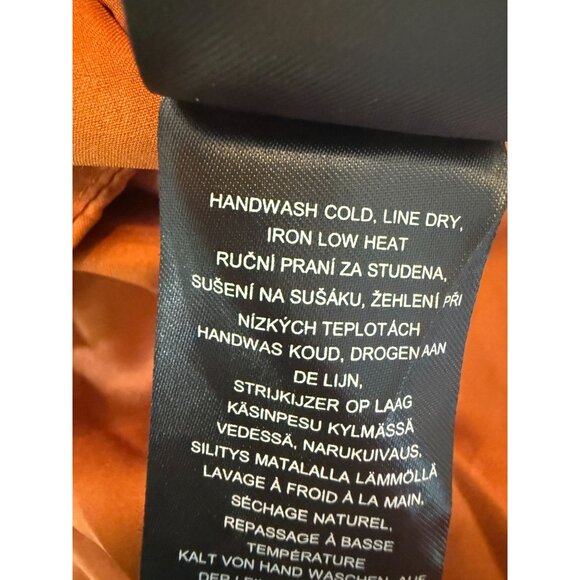 HANDWASH COLD, LINE DRY,
IRON LOW HEAT
RUČNÍ PRANÍ ZA STUDENA,
SUŠENÍ NA SUŠÁKU, ŽEHLENÍ PŘI
NÍZKÝCH TEPLOTÁCH
HANDWAS KOUD, DROGEN AAN
DE LIJN,
STRIJKIJZER OP LAAG
KÄSINPESU KYLMÄSSÄ
VEDESSÄ, NARUKUIVAUS,
SILITYS MATALALLA LÄMMÖLLÄ
LAVAGE À FROID À LA MAIN,
SÉCHAGE NATUREL,
REPASSAGE À BASSE
TEMPÉRATURE
KALT VON HAND WASCHEN, AUF
DER